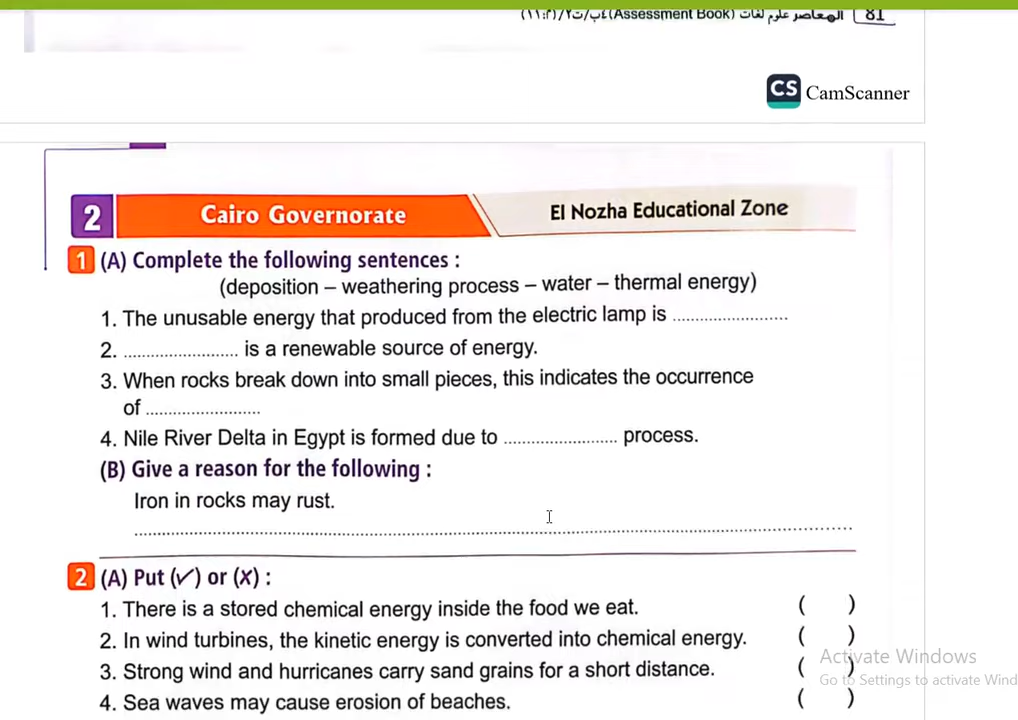 (١١:٢)/٢ت/ب٤(Assessment Book) المعاصر علوم لغات 81
CS CamScanner
2 Cairo Governorate El Nozha Educational Zone
1 (A) Complete the following sentences :
(deposition – weathering process – water – thermal energy)
1. The unusable energy that produced from the electric lamp is ........................
2. ........................ is a renewable source of energy.
3. When rocks break down into small pieces, this indicates the occurrence
of ........................
4. Nile River Delta in Egypt is formed due to ........................ process.
(B) Give a reason for the following :
Iron in rocks may rust.
2 (A) Put (✓) or (X) :
1. There is a stored chemical energy inside the food we eat. ( )
2. In wind turbines, the kinetic energy is converted into chemical energy. ( )
3. Strong wind and hurricanes carry sand grains for a short distance. ( )
4. Sea waves may cause erosion of beaches. ( )
Activate Windows
Go to Settings to activate Wind